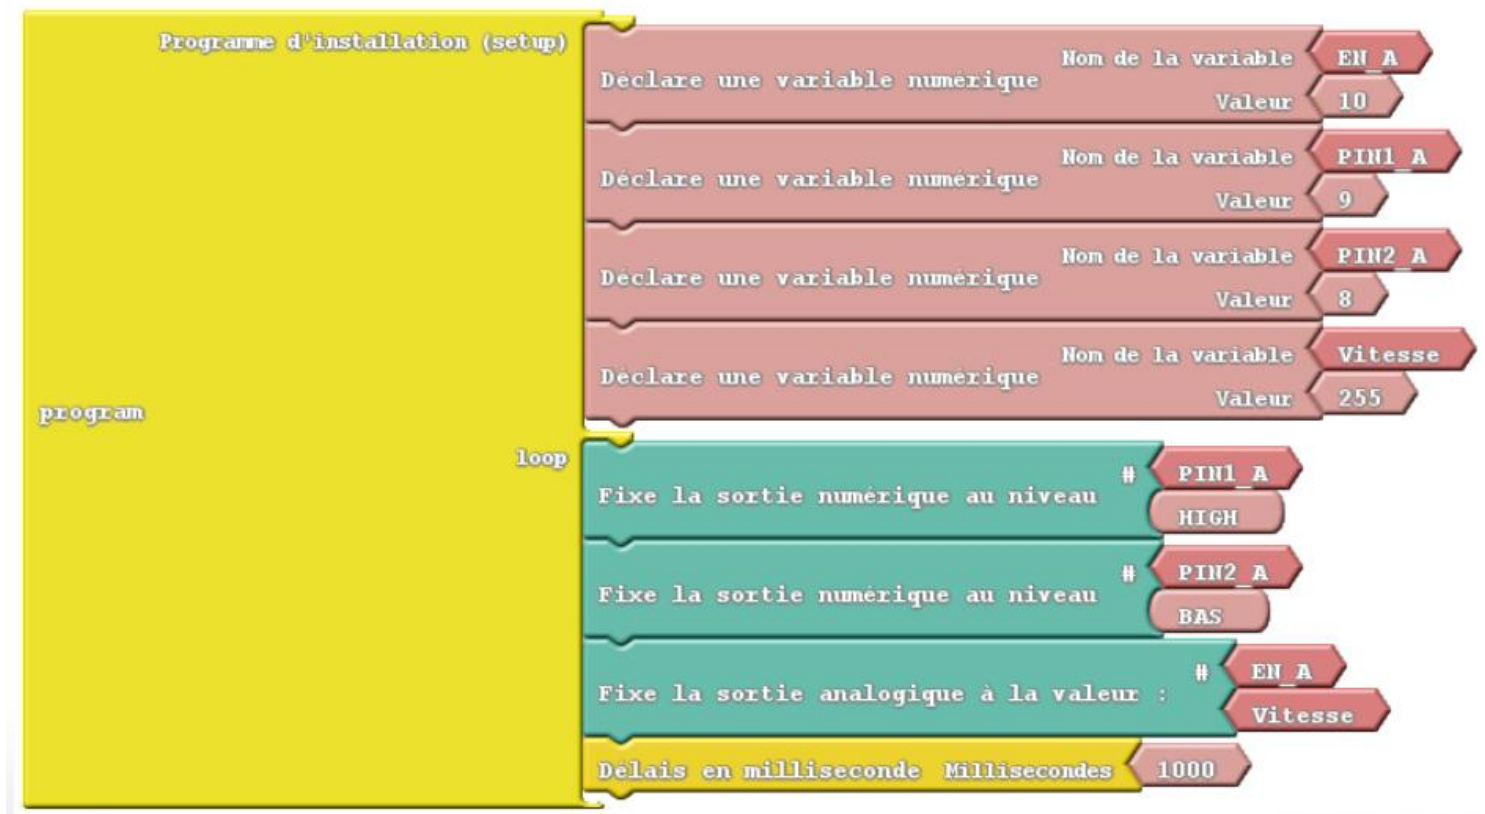 Programme d'installation (setup)
Déclare une variable numérique
Nom de la variable EN_A
Valeur 10
Déclare une variable numérique
Nom de la variable PIN1_A
Valeur 9
Déclare une variable numérique
Nom de la variable PIN2_A
Valeur 8
Déclare une variable numérique
Nom de la variable Vitesse
Valeur 255
program
loop
Fixe la sortie numérique au niveau
# PIN1_A
HIGH
Fixe la sortie numérique au niveau
# PIN2_A
BAS
Fixe la sortie analogique à la valeur :
# EN_A
Vitesse
Délais en milliseconde Millisecondes 1000